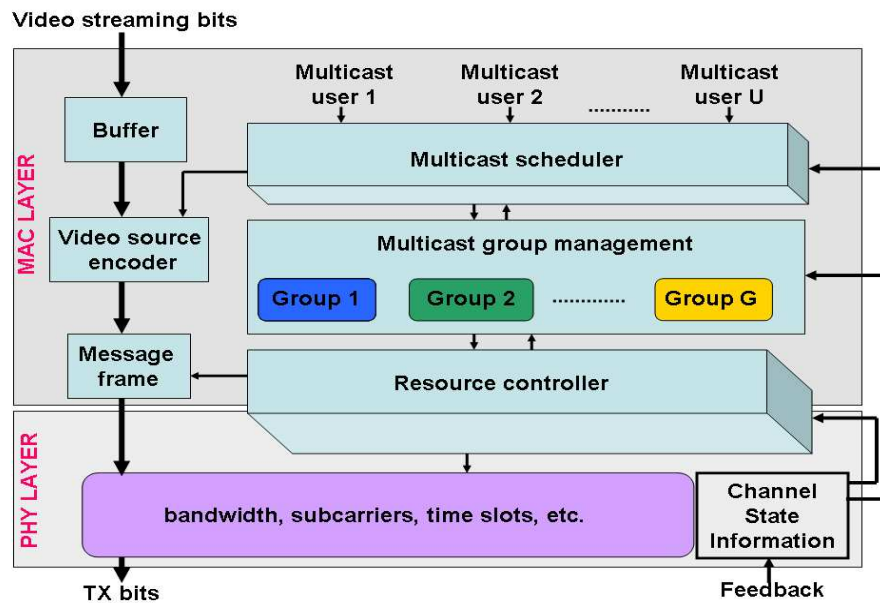 Video streaming bits
MAC LAYER
Buffer
Video source
encoder
Message
frame
Multicast
user 1
Multicast
user 2
............
Multicast
user U
Multicast scheduler
Multicast group management
Group 1
Group 2
..............
Group G
Resource controller
PHY LAYER
bandwidth, subcarriers, time slots, etc.
Channel
State
Information
TX bits
Feedback